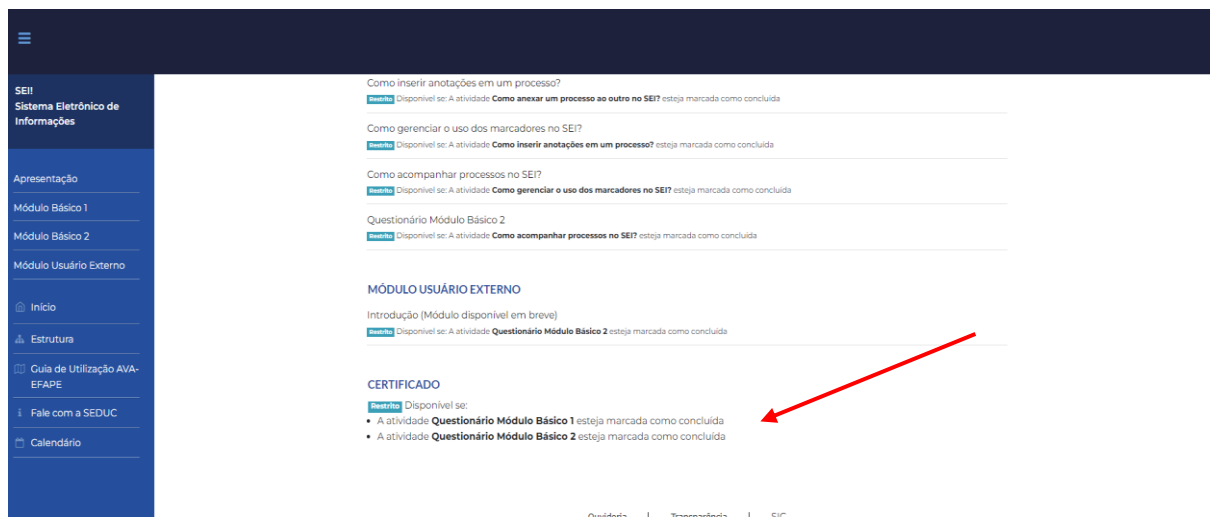 SEI!
Sistema Eletrônico de
Informações
Apresentação
Módulo Básico 1
Módulo Básico 2
Módulo Usuário Externo
Início
Estrutura
Guia de Utilização AVA-
EFAPE
Fale com a SEDUC
Calendário
Como inserir anotações em um processo?
Restrito Disponível se: A atividade Como anexar um processo ao outro no SEI? esteja marcada como concluída
Como gerenciar o uso dos marcadores no SEI?
Restrito Disponível se: A atividade Como inserir anotações em um processo? esteja marcada como concluída
Como acompanhar processos no SEI?
Restrito Disponível se: A atividade Como gerenciar o uso dos marcadores no SEI? esteja marcada como concluída
Questionário Módulo Básico 2
Restrito Disponível se: A atividade Como acompanhar processos no SEI? esteja marcada como concluída
MÓDULO USUÁRIO EXTERNO
Introdução (Módulo disponível em breve)
Restrito Disponível se: A atividade Questionário Módulo Básico 2 esteja marcada como concluída
CERTIFICADO
Restrito Disponível se:
• A atividade Questionário Módulo Básico 1 esteja marcada como concluída
• A atividade Questionário Módulo Básico 2 esteja marcada como concluída
Ouvidoria | Transparência | SIC